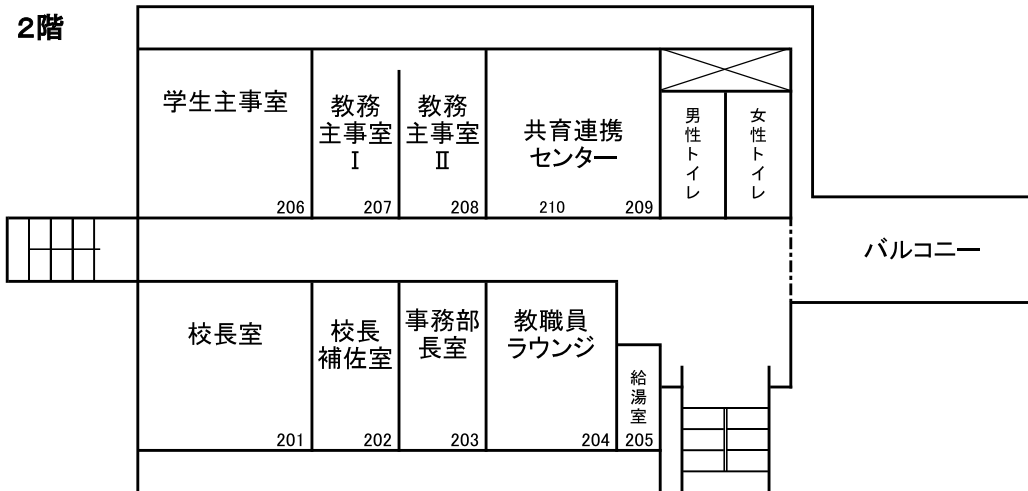 2階
学生主事室
206
教務
主事室
Ⅰ
207
教務
主事室
Ⅱ
208
共育連携
センター
210
209
男性トイレ
女性トイレ
バルコニー
校長室
201
校長
補佐室
202
事務部
長室
203
教職員
ラウンジ
204
給湯室
205